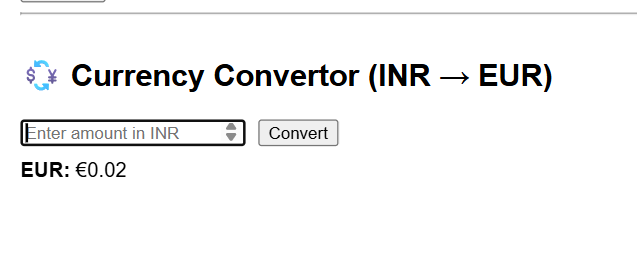 Currency Convertor (INR → EUR)
Enter amount in INR Convert
EUR: €0.02